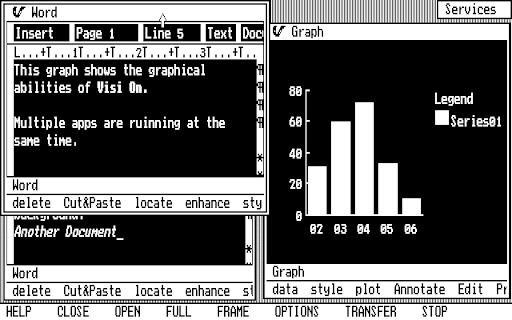 Services
Word
Insert Page 1 Line 5 Text Doc
L...+T...1T...+T...2T...+T...3T...+T..
This graph shows the graphical
abilities of Visi On.
Multiple apps are ruinning at the
same time.
Word
delete Cut&Paste locate enhance sty
Another Document_
Word
delete Cut&Paste locate enhance st
Graph
80
60
40
20
0
02 03 04 05 06
Legend
Series01
Graph
data style plot Annotate Edit Pr
HELP CLOSE OPEN FULL FRAME OPTIONS TRANSFER STOP